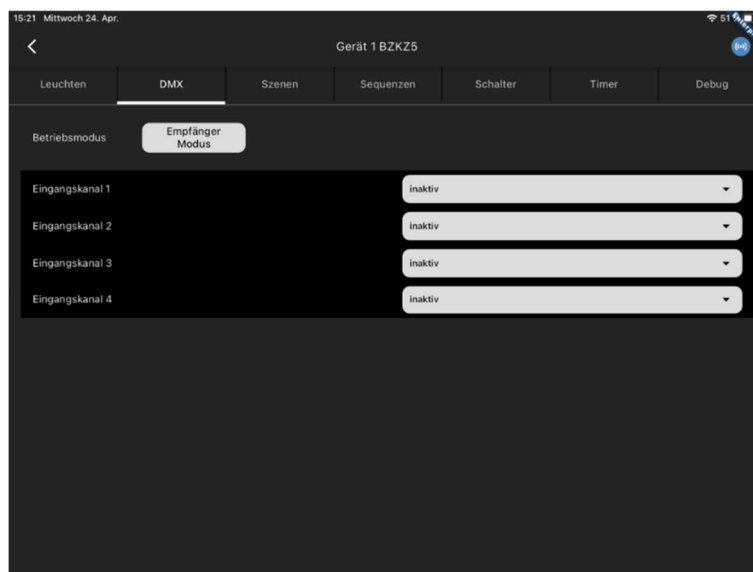 15:21 Mittwoch 24. Apr.
51
Gerät 1 BZKZ5
Leuchten DMX Szenen Sequenzen Schalter Timer Debug
Betriebsmodus
Empfänger
Modus
Eingangskanal 1 inaktiv
Eingangskanal 2 inaktiv
Eingangskanal 3 inaktiv
Eingangskanal 4 inaktiv